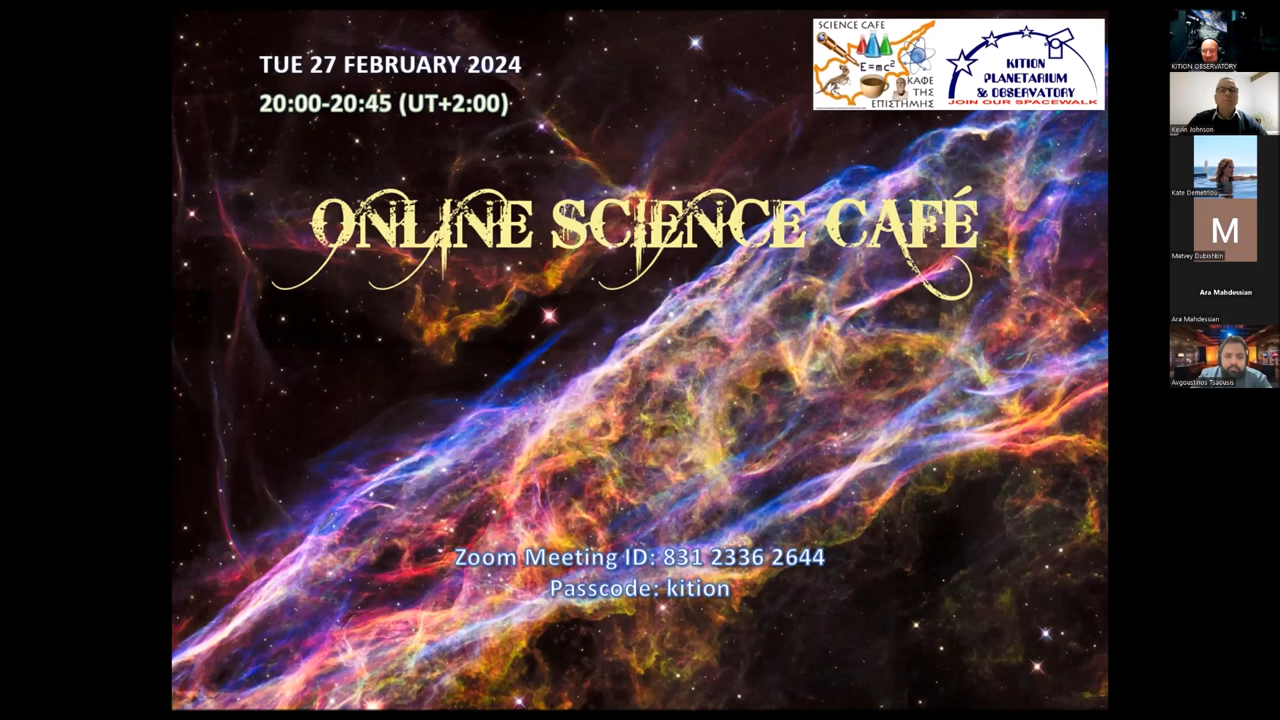 TUE 27 FEBRUARY 2024
20:00-20:45 (UT+2:00)
SCIENCE CAFE
E=mc²
ΚΑΦΕ
ΤΗΣ
ΕΠΙΣΤΗΜΗΣ
KITION
PLANETARIUM
& OBSERVATORY
JOIN OUR SPACEWALK
ONLINE SCIENCE CAFÉ
Zoom Meeting ID: 831 2336 2644
Passcode: kition
KITION OBSERVATORY
Kevin Johnson
Kate Demetriou
M
Matvey Dubishkin
Ara Mahdessian
Ara Mahdessian
Avgoustinos Tsaousis